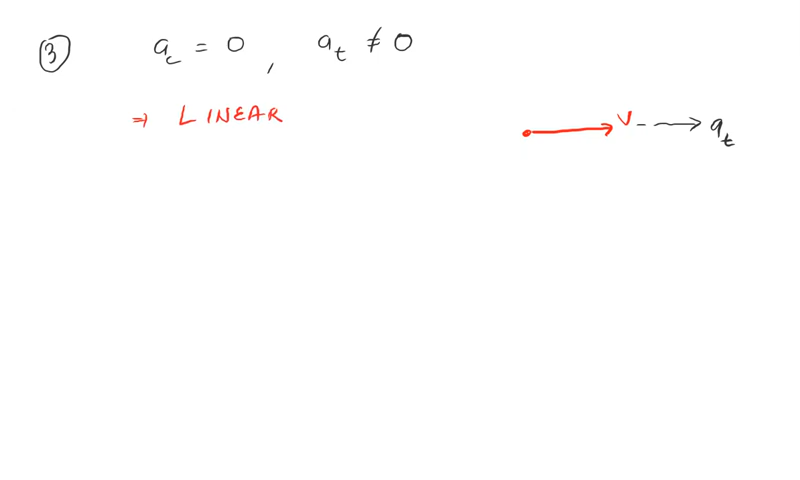 ③ a_c = 0, a_t ≠ 0
⇒ LINEAR
V
a_t